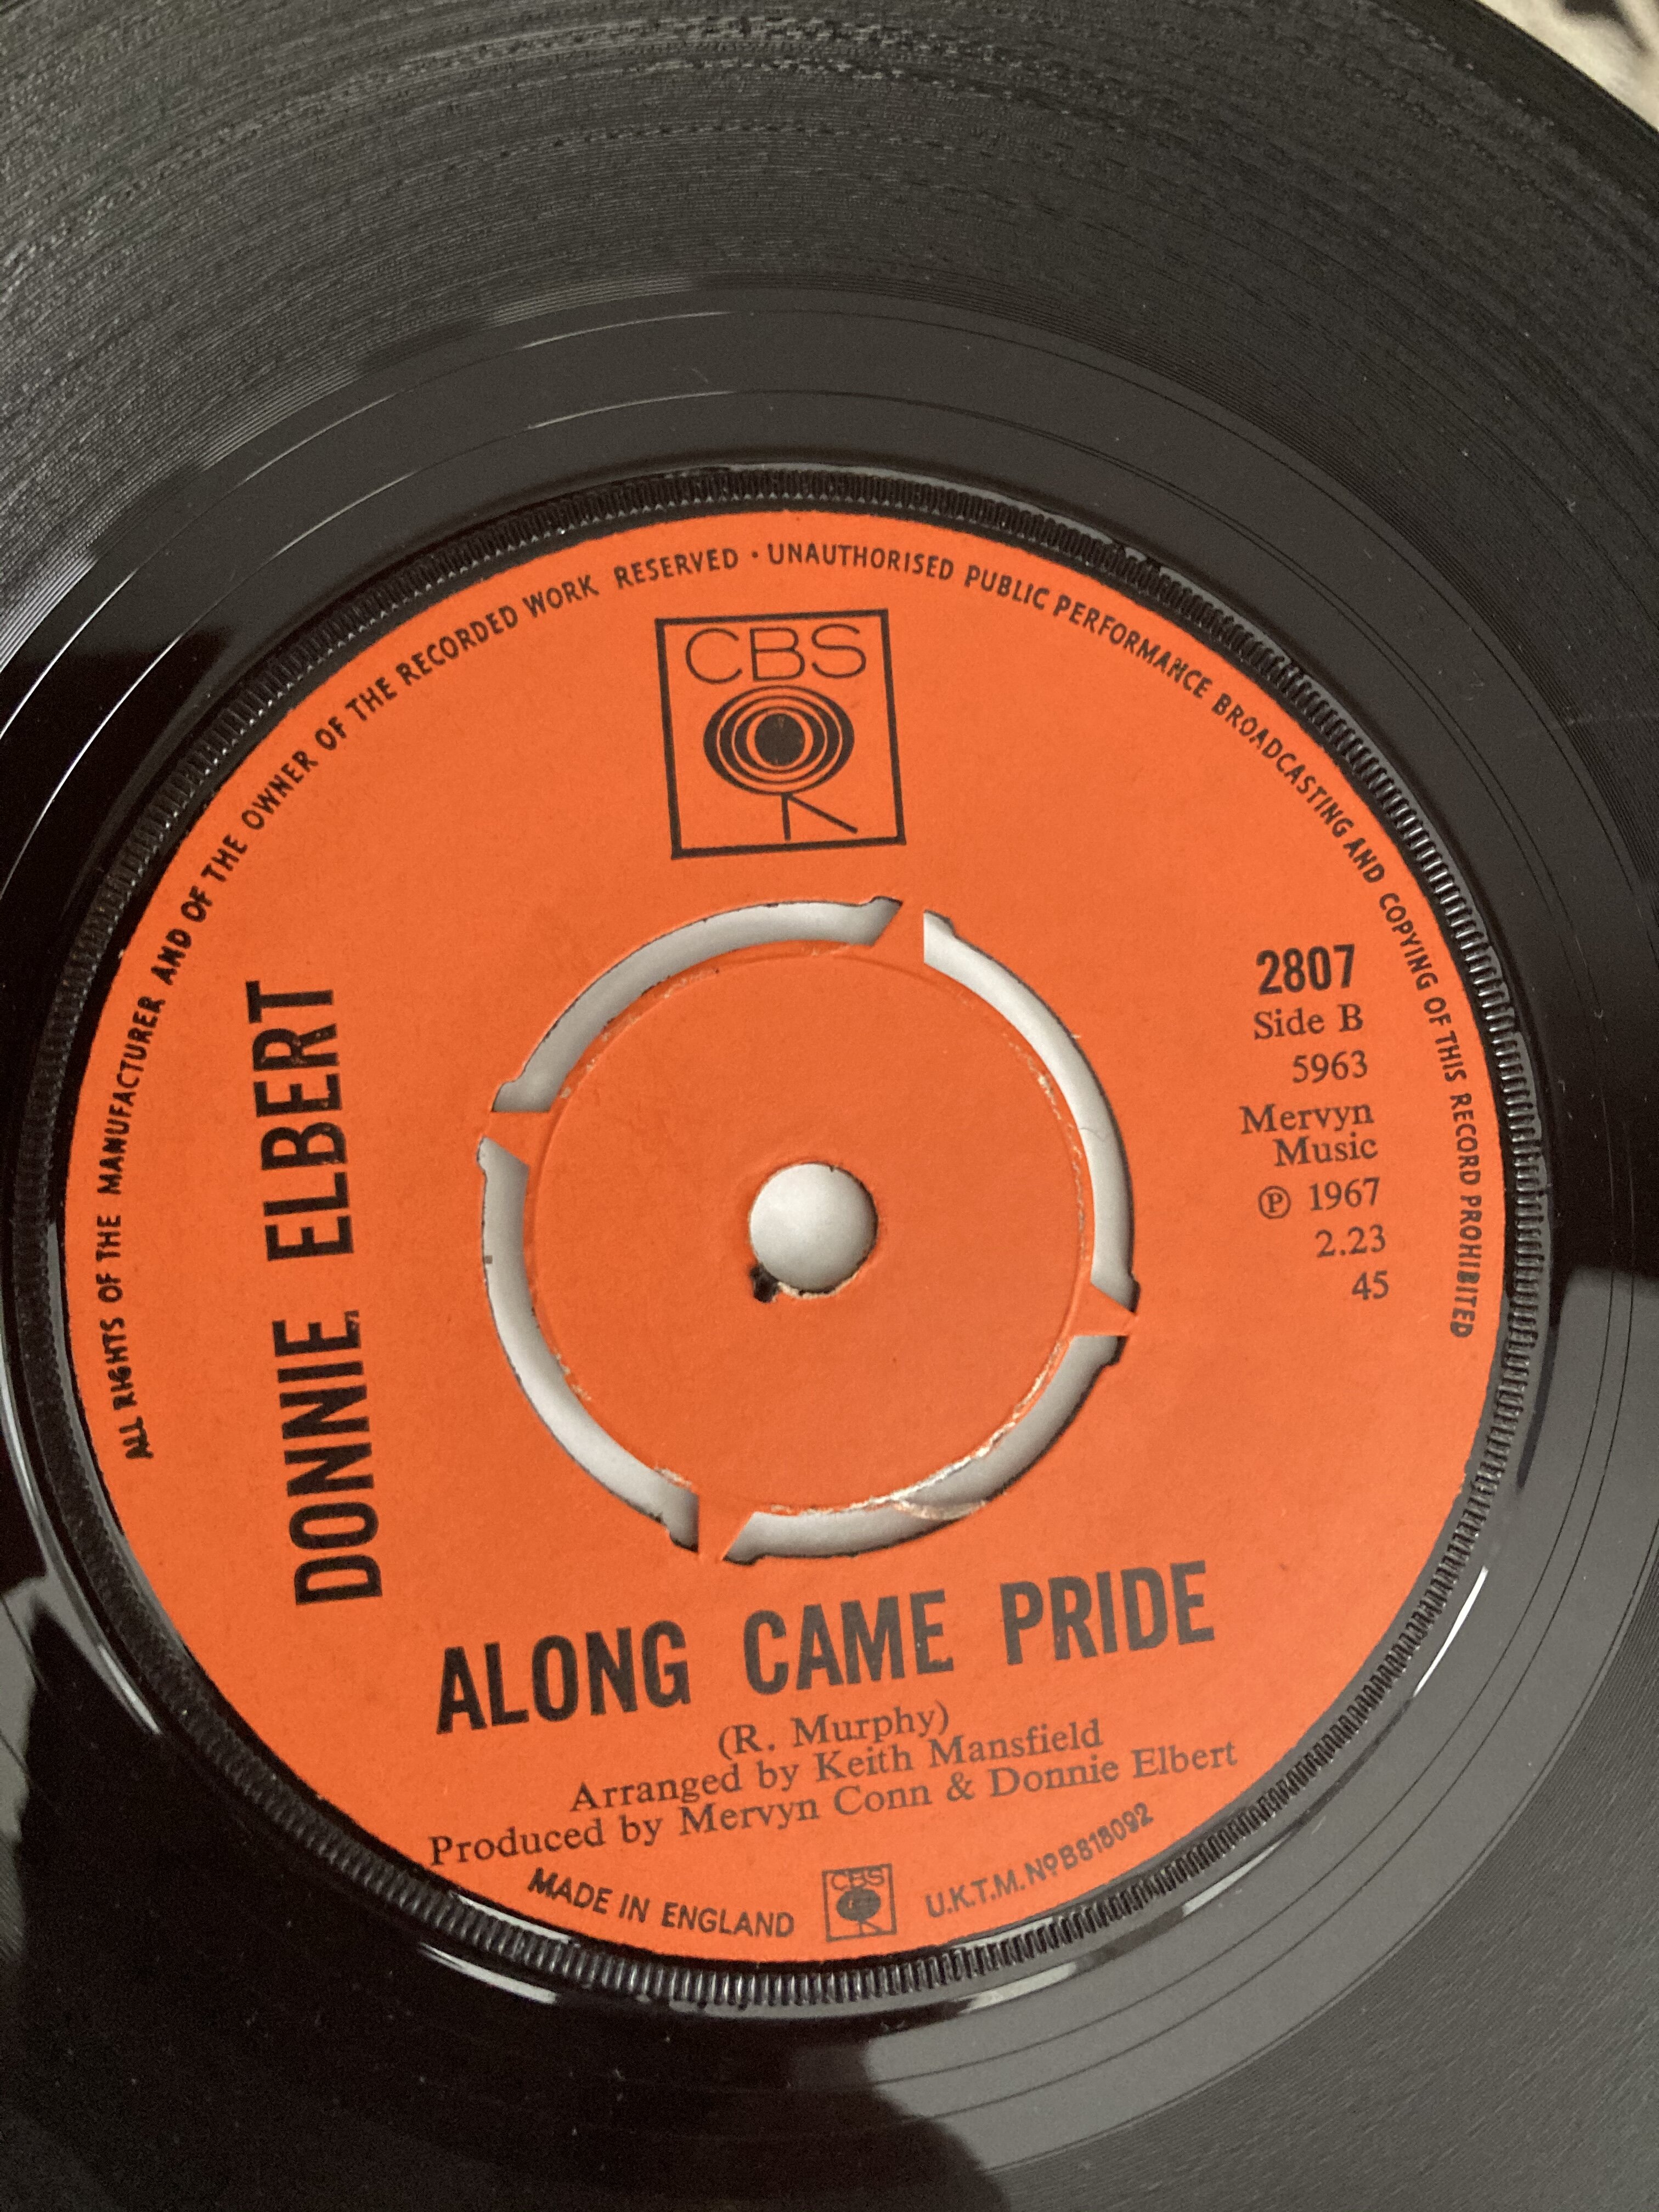 ALL RIGHTS OF THE MANUFACTURER AND OF THE OWNER OF THE RECORDED WORK RESERVED · UNAUTHORISED PUBLIC PERFORMANCE BROADCASTING AND COPYING OF THIS RECORD PROHIBITED
CBS
DONNIE ELBERT
2807
Side B
5963
Mervyn
Music
℗ 1967
2.23
45
ALONG CAME PRIDE
(R. Murphy)
Arranged by Keith Mansfield
Produced by Mervyn Conn & Donnie Elbert
MADE IN ENGLAND
CBS
U.K.T.M. Nº B818092